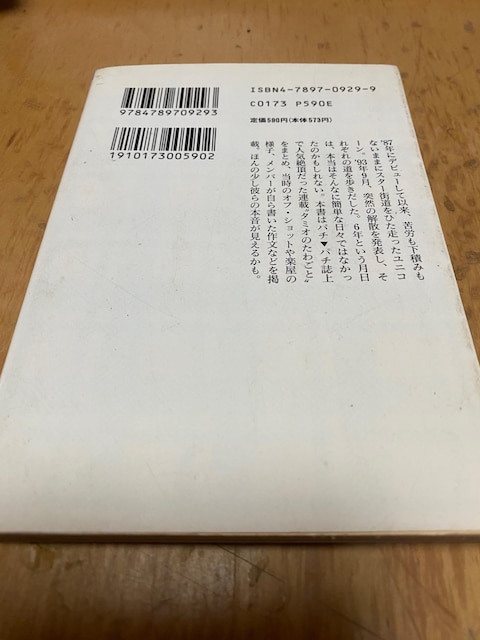 9784789709293
ISBN4-7897-0929-9
C0173 P590E
定価590円(本体573円)
1910173005902
'87年にデビューして以来、苦労も下積みも
ないままにスター街道をひた走ったユニコ
ーン。'93年9月、突然の解散を発表し、そ
れぞれの道を歩きだした。6年という月日
は、本当はそんなに簡単な日々ではなかっ
たのかもしれない。本書はパチ▼パチ誌上
で人気絶頂だった連載“タミオのたわごと”
をまとめ、当時のオフ・ショットや楽屋の
様子、メンバーが自ら書いた作文などを掲
載。ほんの少し彼らの本音が見えるかも。